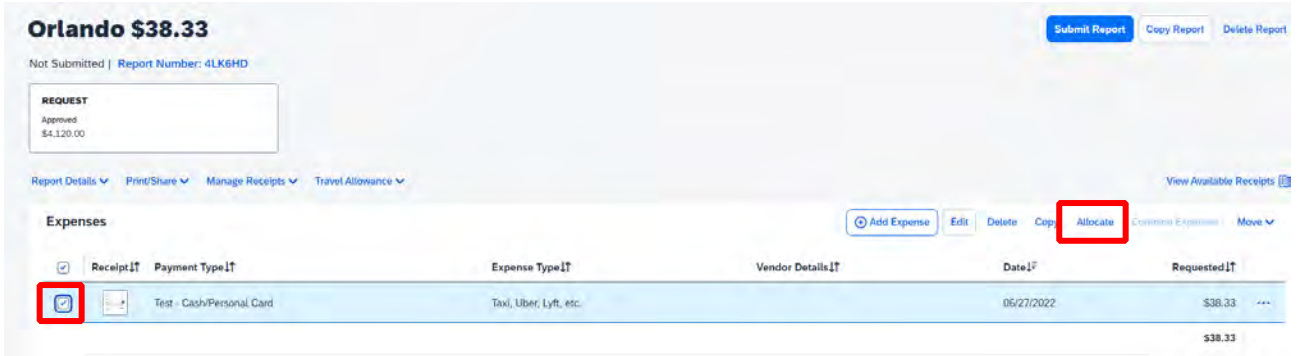 Orlando $38.33
Submit Report Copy Report Delete Report
Not Submitted | Report Number: 4LK6HD
REQUEST
Approved
$4,120.00
Report Details Print/Share Manage Receipts Travel Allowance
View Available Receipts
Expenses
Add Expense Edit Delete Copy Allocate Combine Expenses Move
Receipt Payment Type Expense Type Vendor Details Date Requested
Test - Cash/Personal Card Taxi, Uber, Lyft, etc. 06/27/2022 $38.33 ...
$38.33